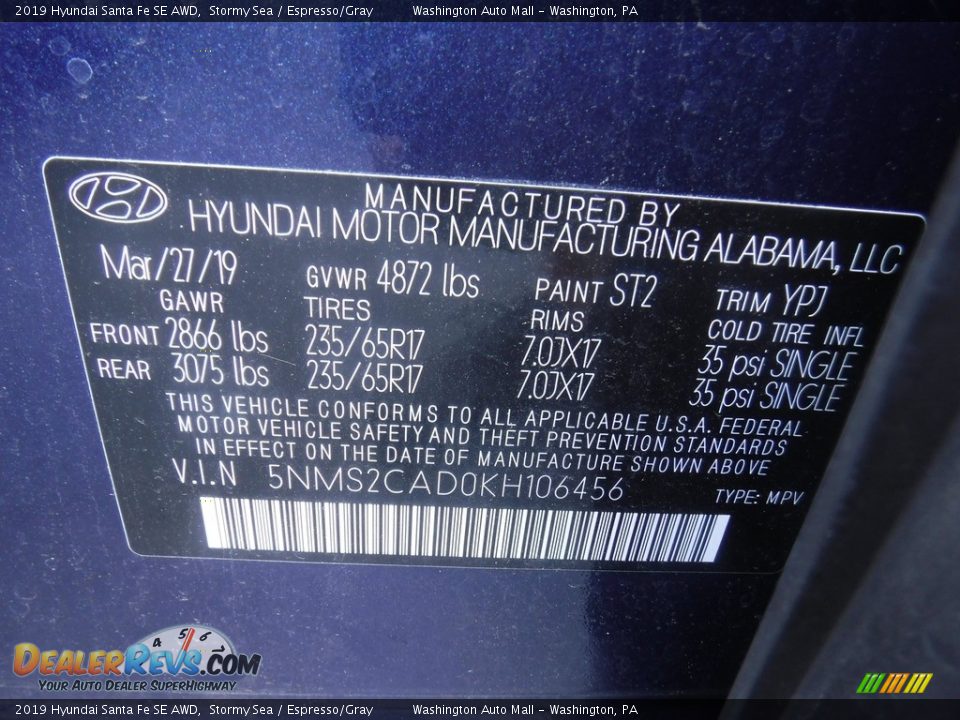 2019 Hyundai Santa Fe SE AWD,  Stormy Sea / Espresso/Gray        Washington Auto Mall - Washington, PA
MANUFACTURED BY
HYUNDAI MOTOR MANUFACTURING ALABAMA, LLC
Mar/27/19 GVWR 4872 lbs PAINT ST2 TRIM YPJ
GAWR TIRES RIMS COLD TIRE INFL
FRONT 2866 lbs 235/65R17 7.0JX17 35 psi SINGLE
REAR 3075 lbs 235/65R17 7.0JX17 35 psi SINGLE
THIS VEHICLE CONFORMS TO ALL APPLICABLE U.S.A. FEDERAL
MOTOR VEHICLE SAFETY AND THEFT PREVENTION STANDARDS
IN EFFECT ON THE DATE OF MANUFACTURE SHOWN ABOVE
V.I.N 5NMS2CAD0KH106456 TYPE: MPV
4 5 6 7
DEALERREVS.COM
YOUR AUTO DEALER SUPERHIGHWAY
2019 Hyundai Santa Fe SE AWD,  Stormy Sea / Espresso/Gray        Washington Auto Mall - Washington, PA